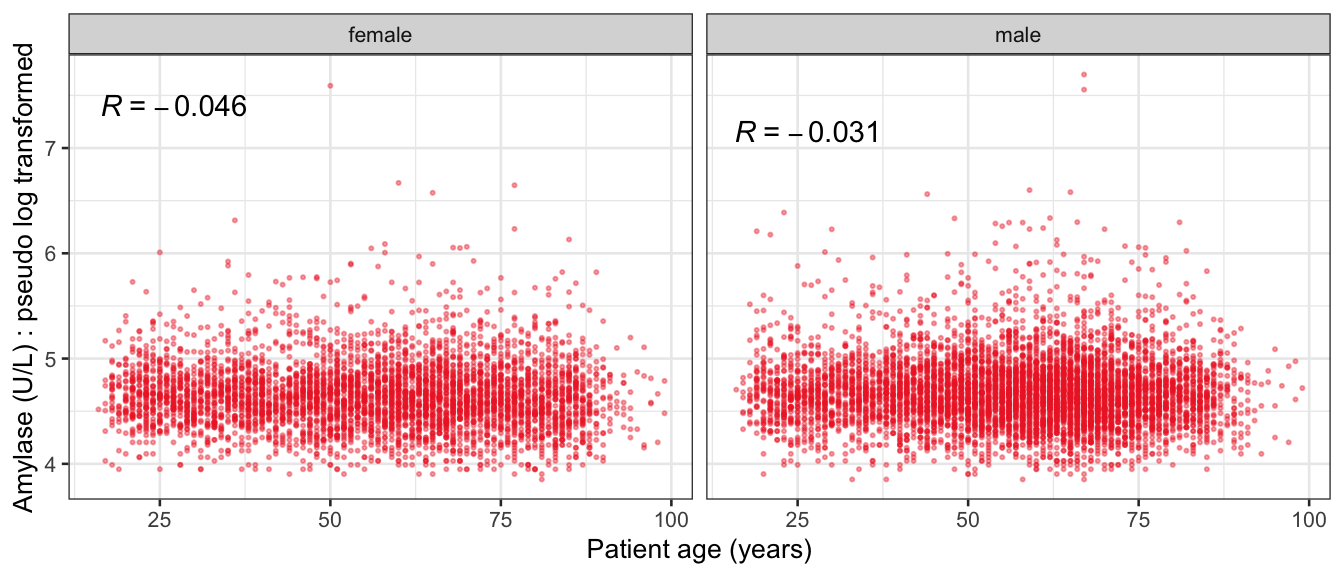 female
male
R = −0.046
R = −0.031
Amylase (U/L) : pseudo log transformed
7
6
5
4
25 50 75 100
25 50 75 100
Patient age (years)